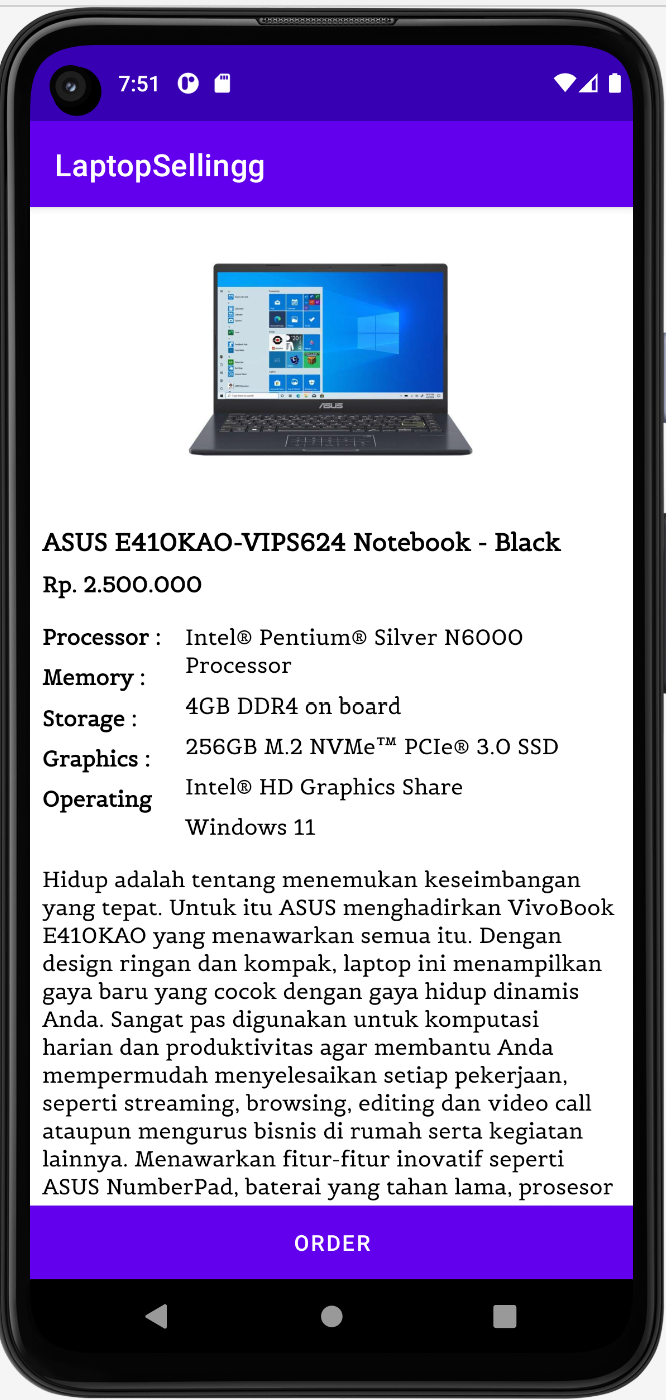 7:51
LaptopSellingg
ASUS
ASUS E410KAO-VIPS624 Notebook - Black
Rp. 2.500.000
Processor : Intel® Pentium® Silver N6000
Processor
Memory : 4GB DDR4 on board
Storage : 256GB M.2 NVMe™ PCIe® 3.0 SSD
Graphics : Intel® HD Graphics Share
Operating Windows 11
Hidup adalah tentang menemukan keseimbangan
yang tepat. Untuk itu ASUS menghadirkan VivoBook
E410KAO yang menawarkan semua itu. Dengan
design ringan dan kompak, laptop ini menampilkan
gaya baru yang cocok dengan gaya hidup dinamis
Anda. Sangat pas digunakan untuk komputasi
harian dan produktivitas agar membantu Anda
mempermudah menyelesaikan setiap pekerjaan,
seperti streaming, browsing, editing dan video call
ataupun mengurus bisnis di rumah serta kegiatan
lainnya. Menawarkan fitur-fitur inovatif seperti
ASUS NumberPad, baterai yang tahan lama, prosesor
ORDER